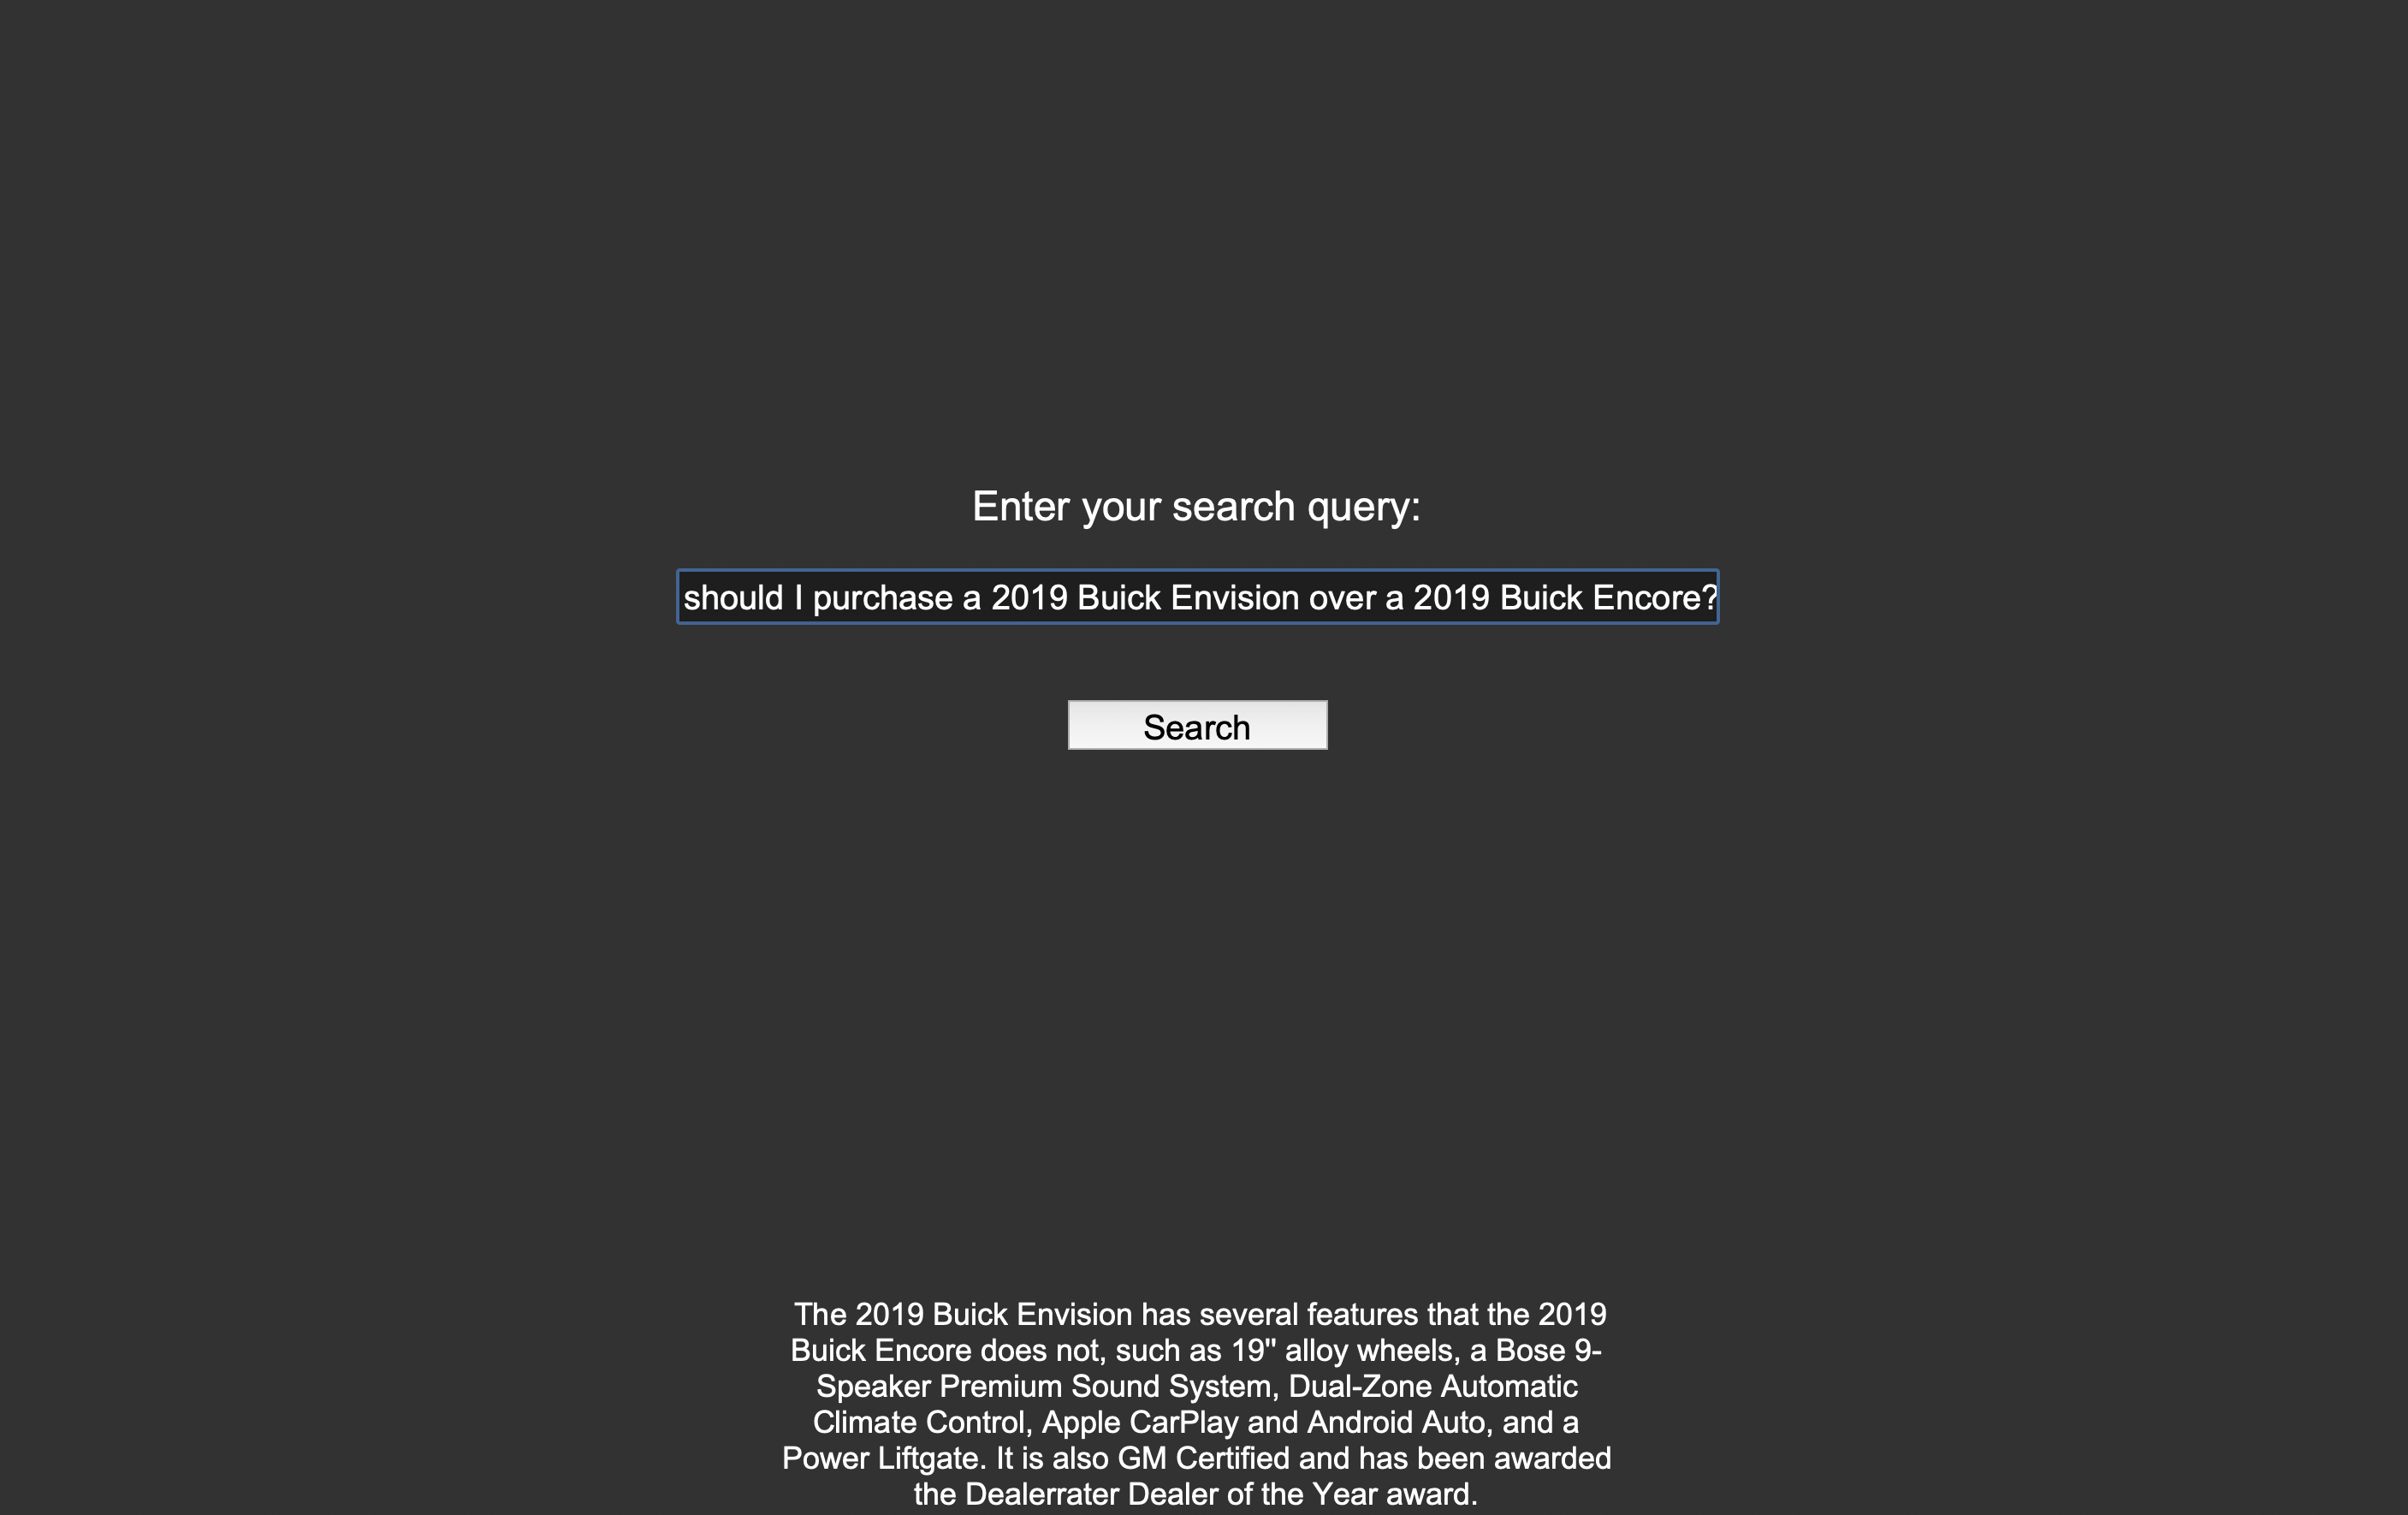 Enter your search query:
should I purchase a 2019 Buick Envision over a 2019 Buick Encore?
Search
The 2019 Buick Envision has several features that the 2019
Buick Encore does not, such as 19" alloy wheels, a Bose 9-
Speaker Premium Sound System, Dual-Zone Automatic
Climate Control, Apple CarPlay and Android Auto, and a
Power Liftgate. It is also GM Certified and has been awarded
the Dealerrater Dealer of the Year award.